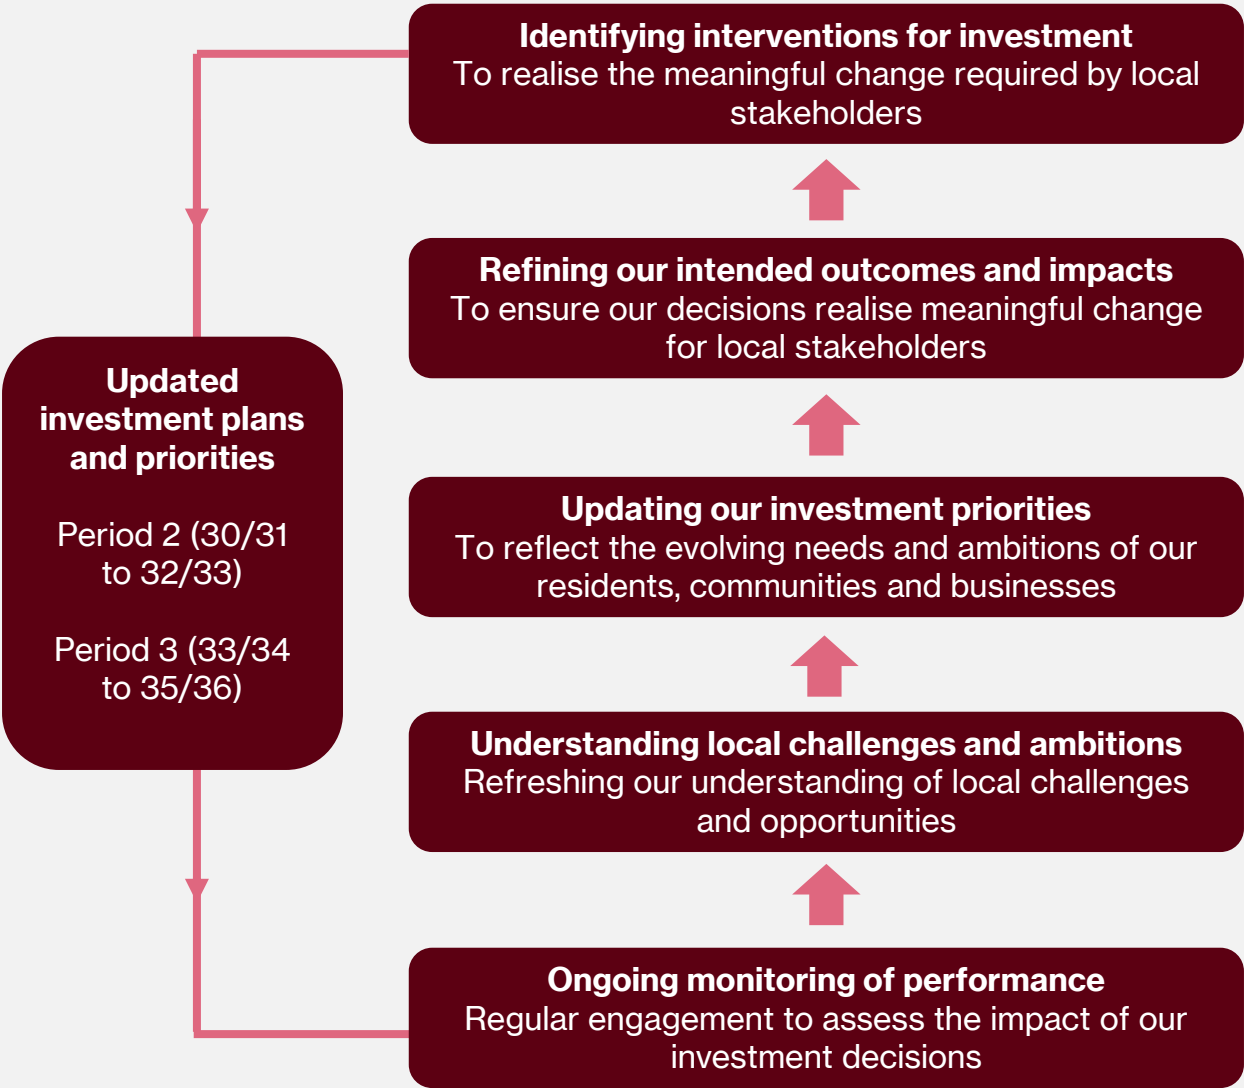 Identifying interventions for investment
To realise the meaningful change required by local
stakeholders
Refining our intended outcomes and impacts
To ensure our decisions realise meaningful change
for local stakeholders
Updated
investment plans
and priorities
Period 2 (30/31
to 32/33)
Period 3 (33/34
to 35/36)
Updating our investment priorities
To reflect the evolving needs and ambitions of our
residents, communities and businesses
Understanding local challenges and ambitions
Refreshing our understanding of local challenges
and opportunities
Ongoing monitoring of performance
Regular engagement to assess the impact of our
investment decisions